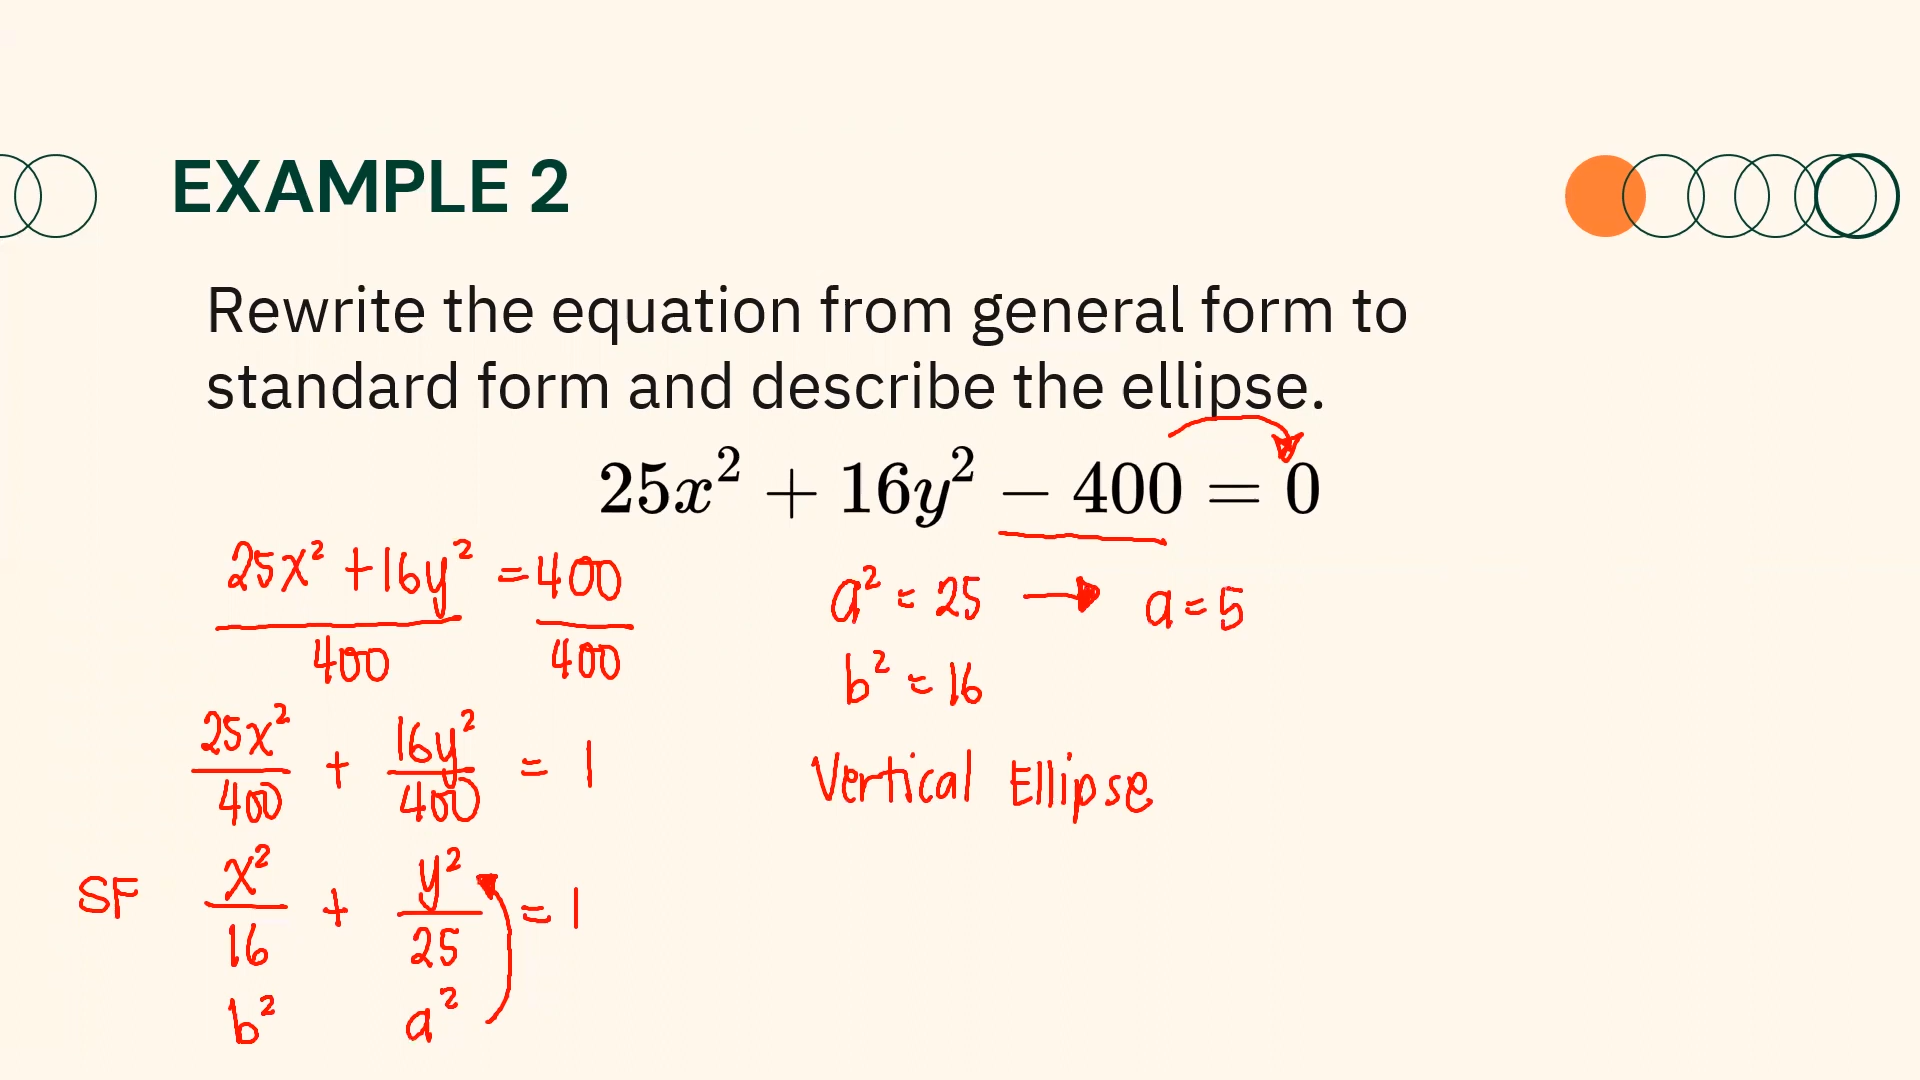 EXAMPLE 2
Rewrite the equation from general form to
standard form and describe the ellipse.
25x² + 16y² − 400 = 0
25x² + 16y² = 400
400 400
25x² + 16y² = 1
400 400
SF x² + y² = 1
16 25
b² a²
a² = 25 → a = 5
b² = 16
Vertical Ellipse